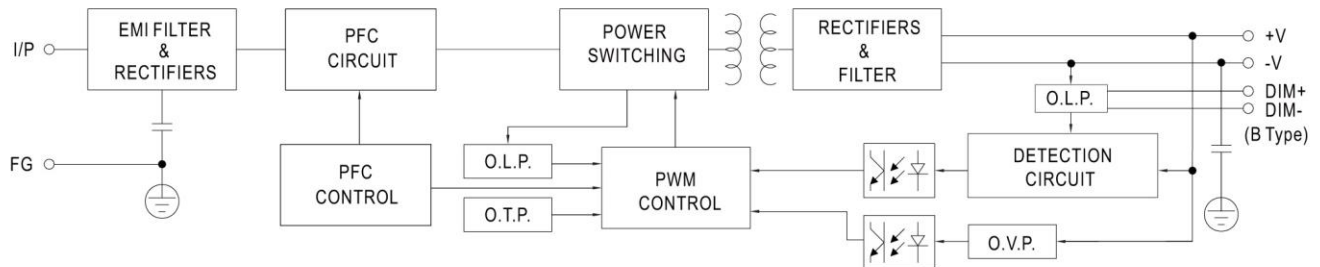 I/P
EMI FILTER
&
RECTIFIERS
PFC
CIRCUIT
POWER
SWITCHING
RECTIFIERS
&
FILTER
+V
-V
O.L.P.
DIM+
DIM-
(B Type)
FG
PFC
CONTROL
O.L.P.
O.T.P.
PWM
CONTROL
DETECTION
CIRCUIT
O.V.P.